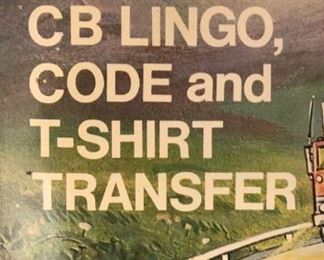 CB LINGO,
CODE and
T-SHIRT
TRANSFER